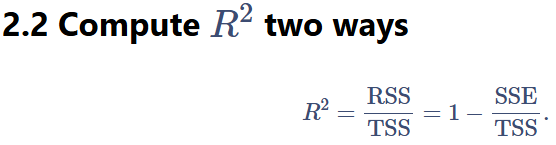 2.2 Compute R² two ways
R² = RSS/TSS = 1 − SSE/TSS.